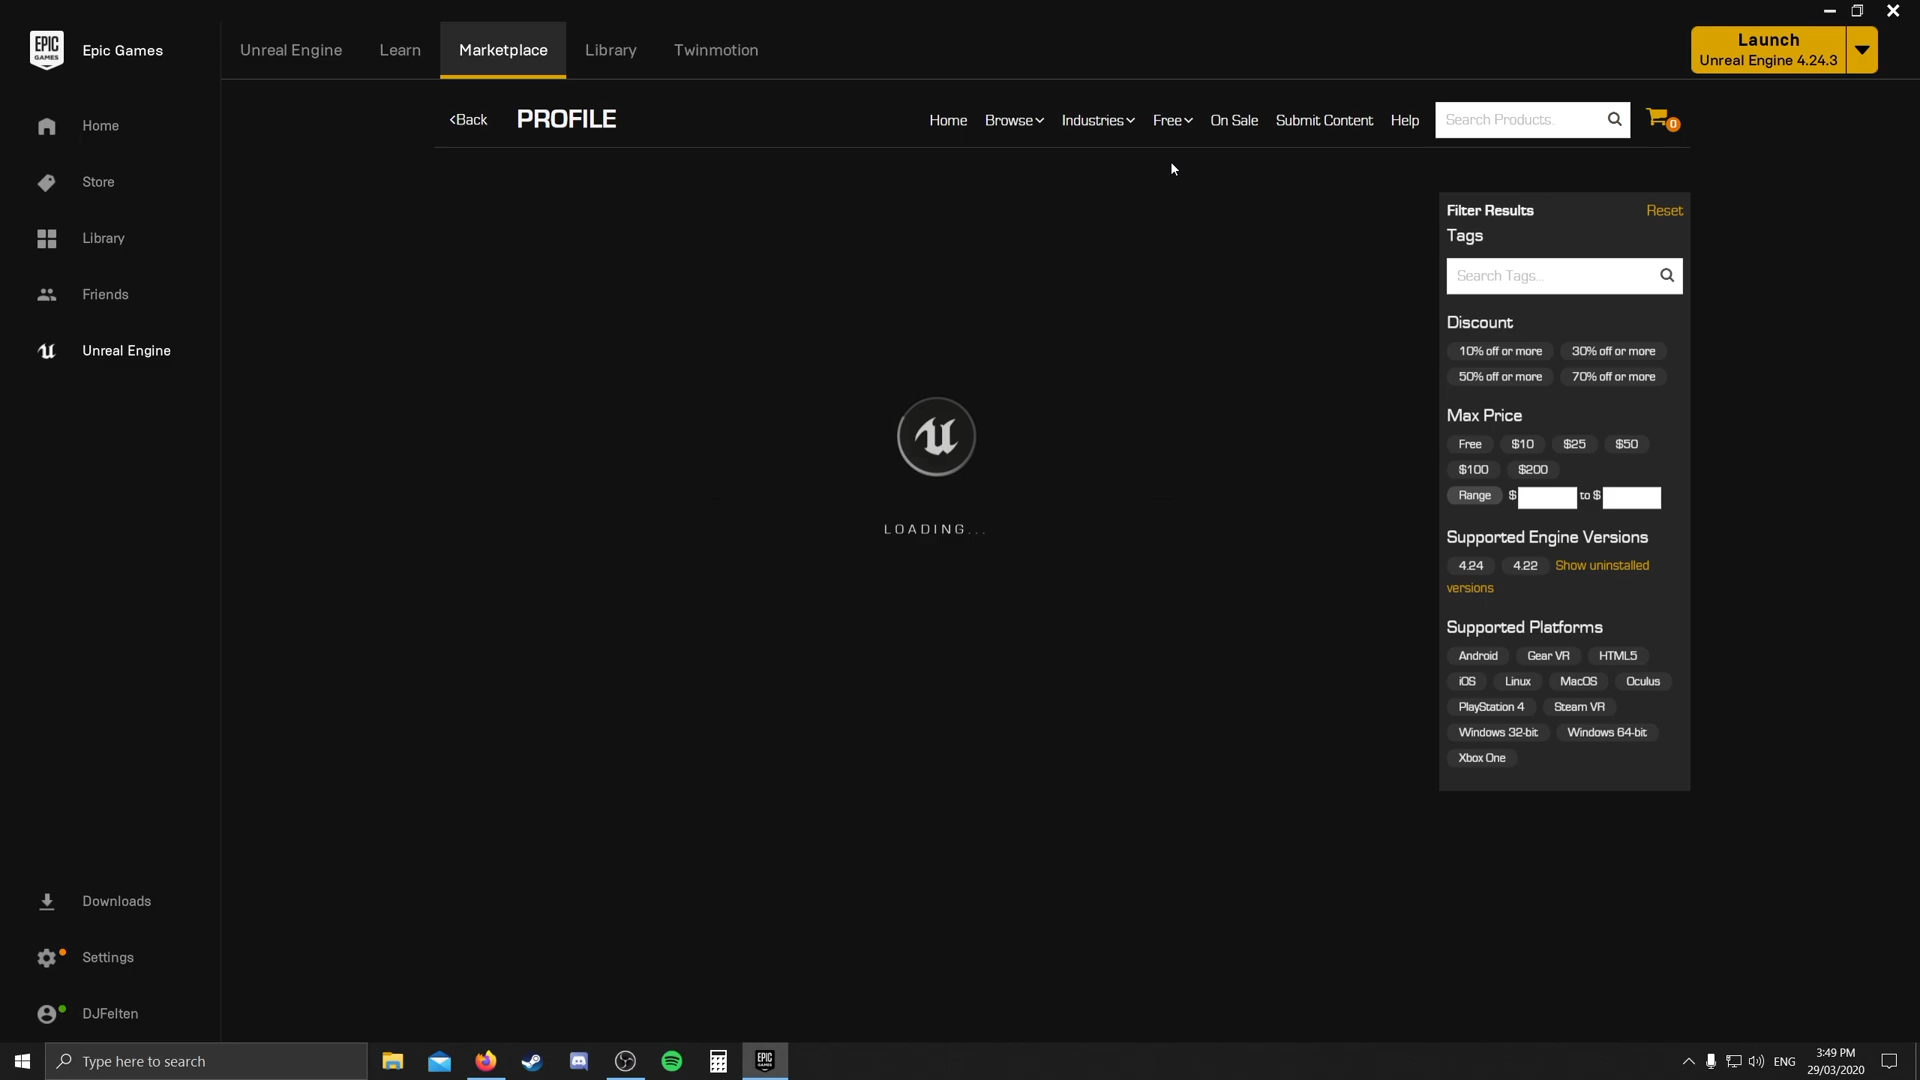 EPIC GAMES
Epic Games
Unreal Engine
Learn
Marketplace
Library
Twinmotion
Launch
Unreal Engine 4.24.3
Home
Store
Library
Friends
Unreal Engine
<Back
PROFILE
Home
Browse
Industries
Free
On Sale
Submit Content
Help
Search Products.
0
LOADING...
Filter Results
Reset
Tags
Search Tags...
Discount
10% off or more
30% off or more
50% off or more
70% off or more
Max Price
Free
$10
$25
$50
$100
$200
Range
$
to $
Supported Engine Versions
4.24
4.22
Show uninstalled
versions
Supported Platforms
Android
Gear VR
HTML5
iOS
Linux
MacOS
Oculus
PlayStation 4
Steam VR
Windows 32-bit
Windows 64-bit
Xbox One
Downloads
Settings
DJFelten
Type here to search
EPIC GAMES
ENG
3:49 PM
29/03/2020